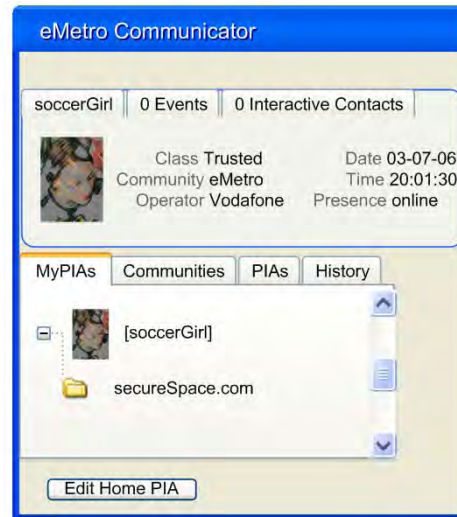 eMetro Communicator
soccerGirl 0 Events 0 Interactive Contacts
Class Trusted Date 03-07-06
Community eMetro Time 20:01:30
Operator Vodafone Presence online
MyPIAs Communities PIAs History
[soccerGirl]
secureSpace.com
Edit Home PIA